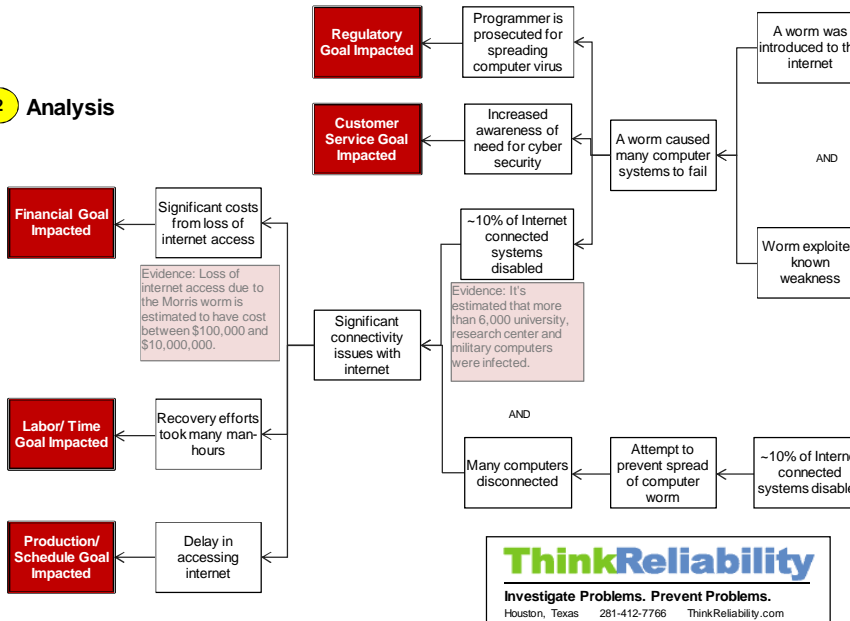 2
Analysis
Regulatory
Goal Impacted
Programmer is
prosecuted for
spreading
computer virus
A worm was
introduced to th
internet
Customer
Service Goal
Impacted
Increased
awareness of
need for cyber
security
A worm caused
many computer
systems to fail
AND
Financial Goal
Impacted
Significant costs
from loss of
internet access
~10% of Internet
connected
systems
disabled
Worm exploite
known
weakness
Evidence: Loss of
internet access due to
the Morris worm is
estimated to have cost
between $100,000 and
$10,000,000.
Evidence: It's
estimated that more
than 6,000 university,
research center and
military computers
were infected.
Significant
connectivity
issues with
internet
AND
Labor/ Time
Goal Impacted
Recovery efforts
took many man-
hours
Many computers
disconnected
Attempt to
prevent spread
of computer
worm
~10% of Interne
connected
systems disable
Production/
Schedule Goal
Impacted
Delay in
accessing
internet
ThinkReliability
Investigate Problems. Prevent Problems.
Houston, Texas 281-412-7766 ThinkReliability.com